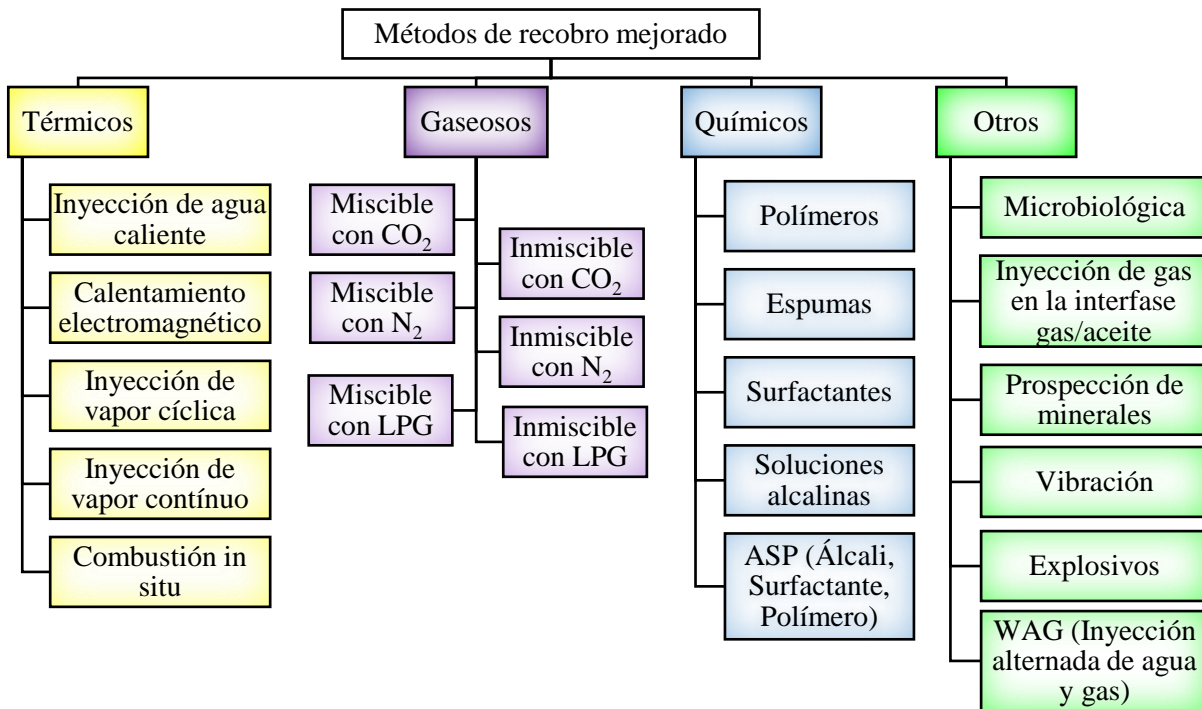 Métodos de recobro mejorado
Térmicos
Inyección de agua
caliente
Calentamiento
electromagnético
Inyección de
vapor cíclica
Inyección de
vapor contínuo
Combustión in
situ
Gaseosos
Miscible
con CO₂
Inmiscible
con CO₂
Miscible
con N₂
Inmiscible
con N₂
Miscible
con LPG
Inmiscible
con LPG
Químicos
Polímeros
Espumas
Surfactantes
Soluciones
alcalinas
ASP (Álcali,
Surfactante,
Polímero)
Otros
Microbiológica
Inyección de gas
en la interfase
gas/aceite
Prospección de
minerales
Vibración
Explosivos
WAG (Inyección
alternada de agua
y gas)